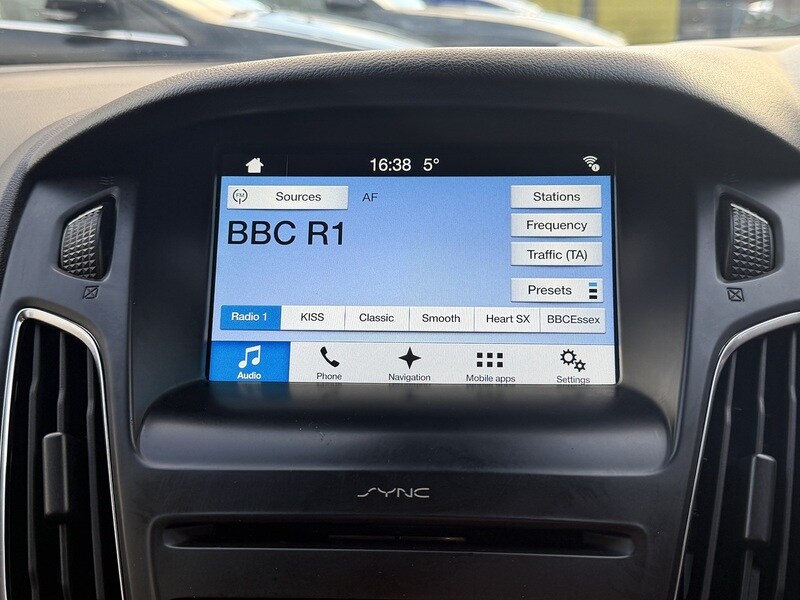 16:38 5°
FM
Sources
AF
Stations
BBC R1
Frequency
Traffic (TA)
Presets
Radio 1 KISS Classic Smooth Heart SX BBCEssex
Audio Phone Navigation Mobile apps Settings
SYNC